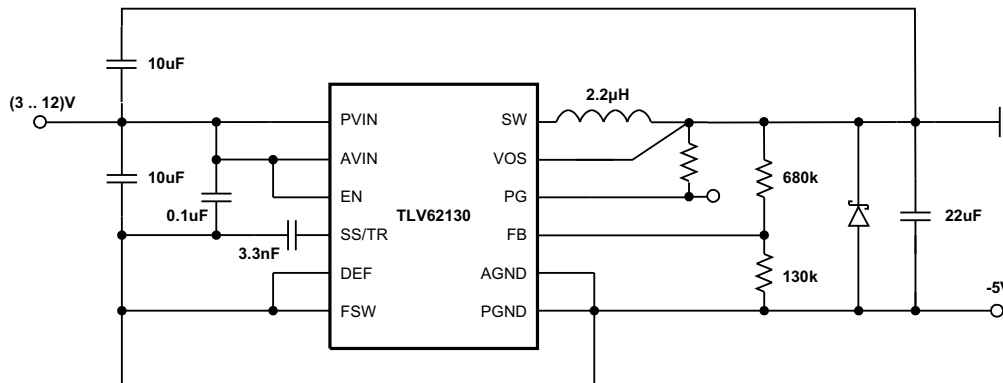 10uF
(3 .. 12)V
2.2µH
PVIN
SW
AVIN
VOS
10uF
680k
EN
PG
0.1uF
TLV62130
22uF
SS/TR
FB
3.3nF
DEF
AGND
130k
-5V
FSW
PGND